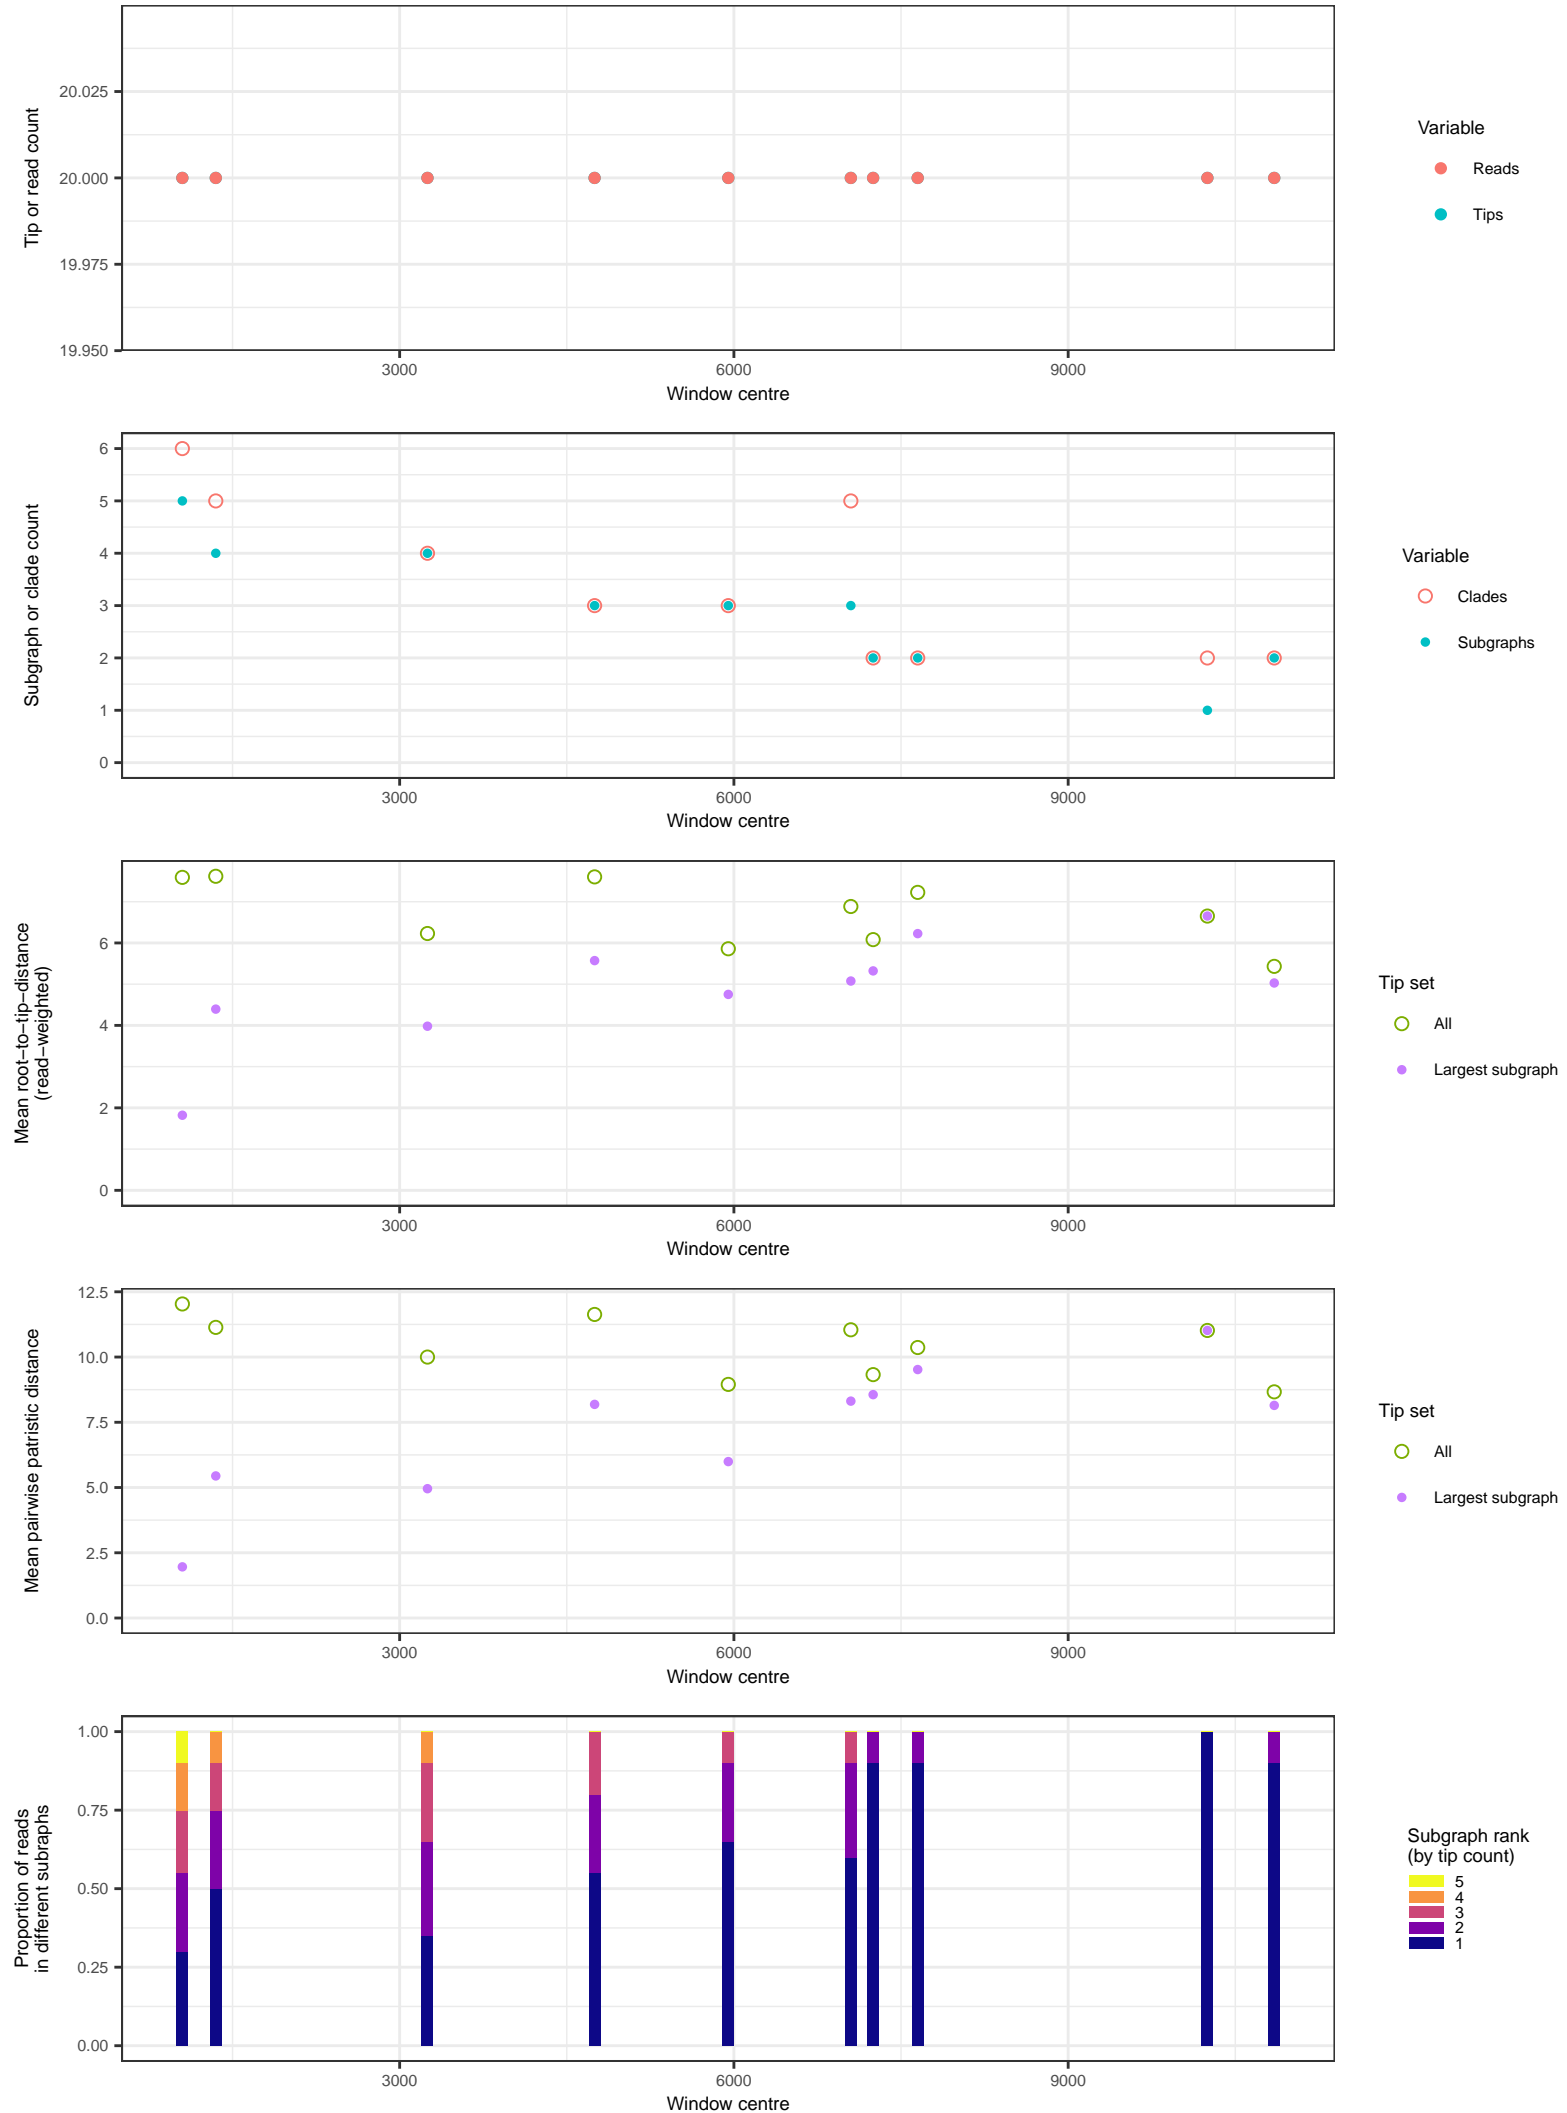 Tip or read count
20.025
20.000
19.975
19.950
3000
6000
9000
Window centre
Variable
Reads
Tips
Subgraph or clade count
6
5
4
3
2
1
0
3000
6000
9000
Window centre
Variable
Clades
Subgraphs
Mean root−to−tip−distance
(read−weighted)
6
4
2
0
3000
6000
9000
Window centre
Tip set
All
Largest subgraph
Mean pairwise patristic distance
12.5
10.0
7.5
5.0
2.5
0.0
3000
6000
9000
Window centre
Tip set
All
Largest subgraph
Proportion of reads
in different subraphs
1.00
0.75
0.50
0.25
0.00
3000
6000
9000
Window centre
Subgraph rank
(by tip count)
5
4
3
2
1